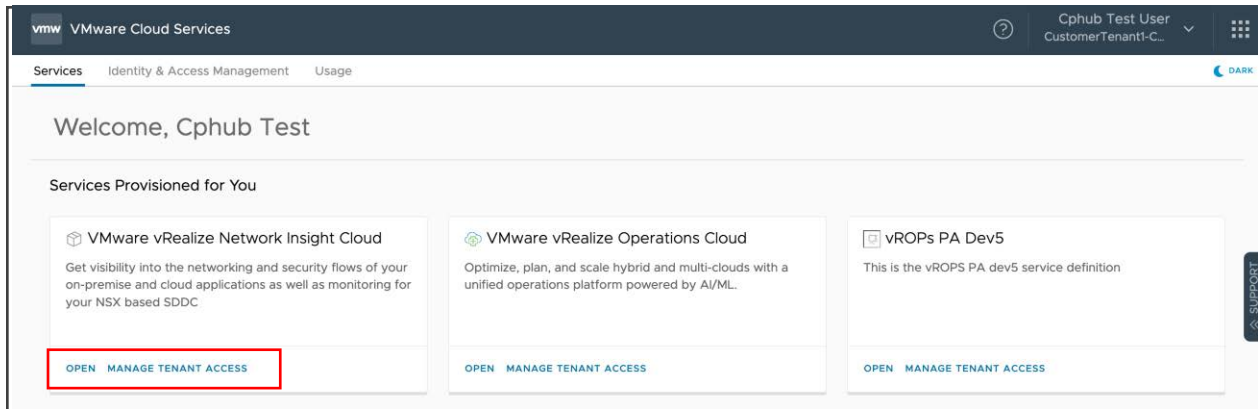 vmw VMware Cloud Services
Cphub Test User
CustomerTenant1-C...
Services Identity & Access Management Usage
DARK
Welcome, Cphub Test
Services Provisioned for You
VMware vRealize Network Insight Cloud
Get visibility into the networking and security flows of your
on-premise and cloud applications as well as monitoring for
your NSX based SDDC
OPEN MANAGE TENANT ACCESS
VMware vRealize Operations Cloud
Optimize, plan, and scale hybrid and multi-clouds with a
unified operations platform powered by AI/ML.
OPEN MANAGE TENANT ACCESS
vROPs PA Dev5
This is the vROPS PA dev5 service definition
OPEN MANAGE TENANT ACCESS
SUPPORT